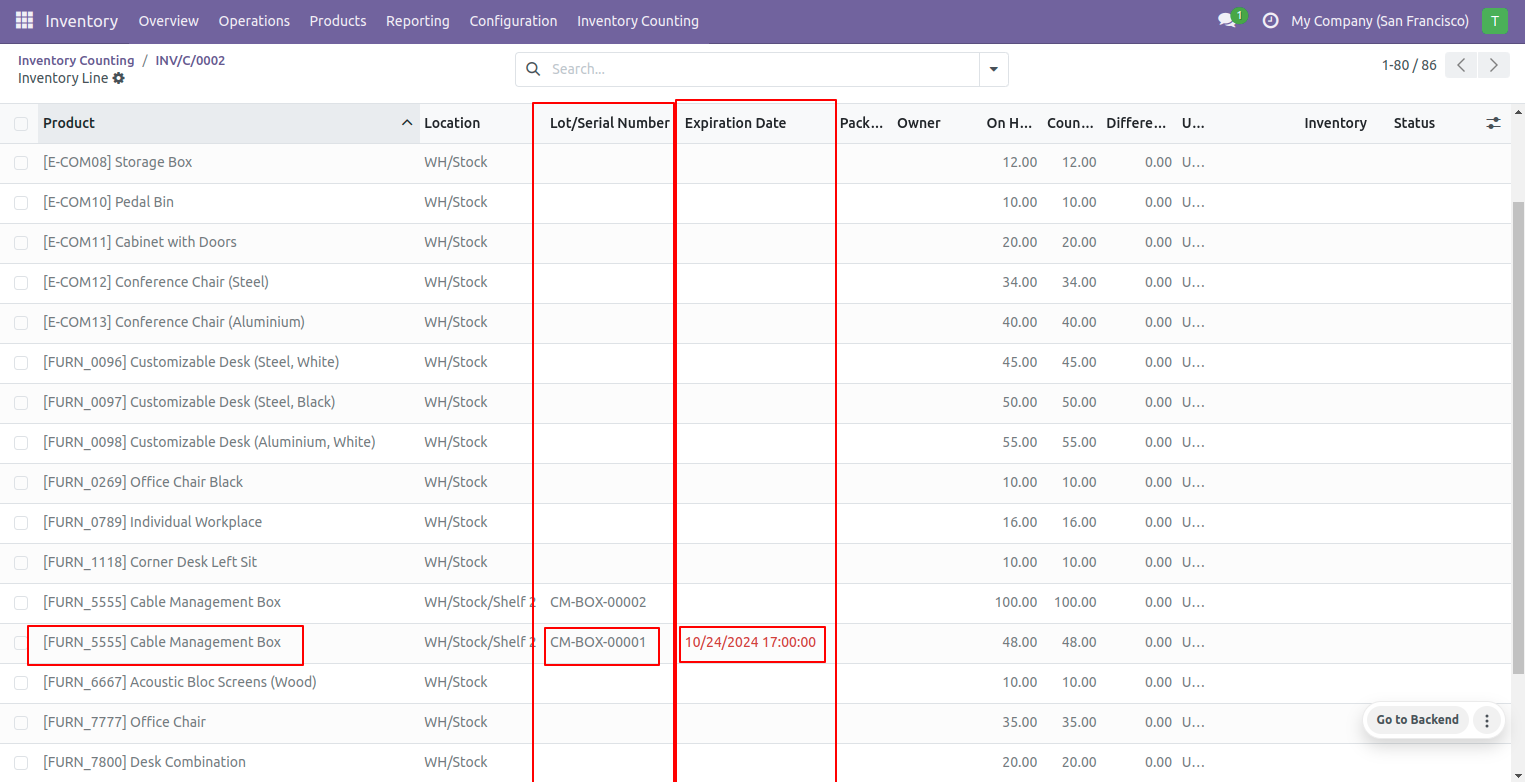 Inventory Overview Operations Products Reporting Configuration Inventory Counting 1 My Company (San Francisco) T
Inventory Counting / INV/C/0002
Inventory Line
Search...
1-80 / 86
Product Location Lot/Serial Number Expiration Date Pack... Owner On H... Coun... Differe... U... Inventory Status
[E-COM08] Storage Box WH/Stock 12.00 12.00 0.00 U...
[E-COM10] Pedal Bin WH/Stock 10.00 10.00 0.00 U...
[E-COM11] Cabinet with Doors WH/Stock 20.00 20.00 0.00 U...
[E-COM12] Conference Chair (Steel) WH/Stock 34.00 34.00 0.00 U...
[E-COM13] Conference Chair (Aluminium) WH/Stock 40.00 40.00 0.00 U...
[FURN_0096] Customizable Desk (Steel, White) WH/Stock 45.00 45.00 0.00 U...
[FURN_0097] Customizable Desk (Steel, Black) WH/Stock 50.00 50.00 0.00 U...
[FURN_0098] Customizable Desk (Aluminium, White) WH/Stock 55.00 55.00 0.00 U...
[FURN_0269] Office Chair Black WH/Stock 10.00 10.00 0.00 U...
[FURN_0789] Individual Workplace WH/Stock 16.00 16.00 0.00 U...
[FURN_1118] Corner Desk Left Sit WH/Stock 10.00 10.00 0.00 U...
[FURN_5555] Cable Management Box WH/Stock/Shelf 2 CM-BOX-00002 100.00 100.00 0.00 U...
[FURN_5555] Cable Management Box WH/Stock/Shelf 2 CM-BOX-00001 10/24/2024 17:00:00 48.00 48.00 0.00 U...
[FURN_6667] Acoustic Bloc Screens (Wood) WH/Stock 10.00 10.00 0.00 U...
[FURN_7777] Office Chair WH/Stock 35.00 35.00 0.00 U...
Go to Backend
[FURN_7800] Desk Combination WH/Stock 20.00 20.00 0.00 U...